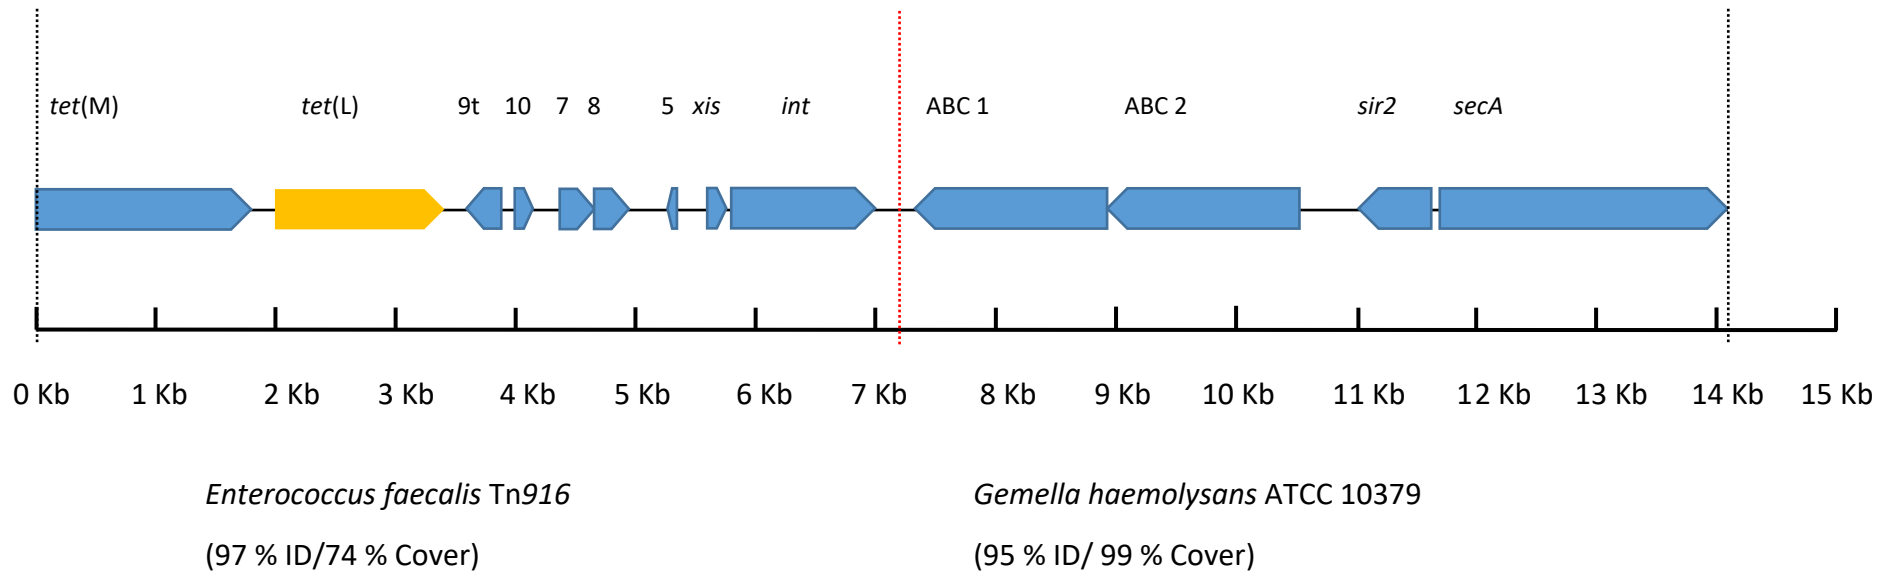 tet(M) tet(L) 9t 10 7 8 5 xis int ABC 1 ABC 2 sir2 secA
0 Kb 1 Kb 2 Kb 3 Kb 4 Kb 5 Kb 6 Kb 7 Kb 8 Kb 9 Kb 10 Kb 11 Kb 12 Kb 13 Kb 14 Kb 15 Kb
Enterococcus faecalis Tn916
(97 % ID/74 % Cover)
Gemella haemolysans ATCC 10379
(95 % ID/ 99 % Cover)